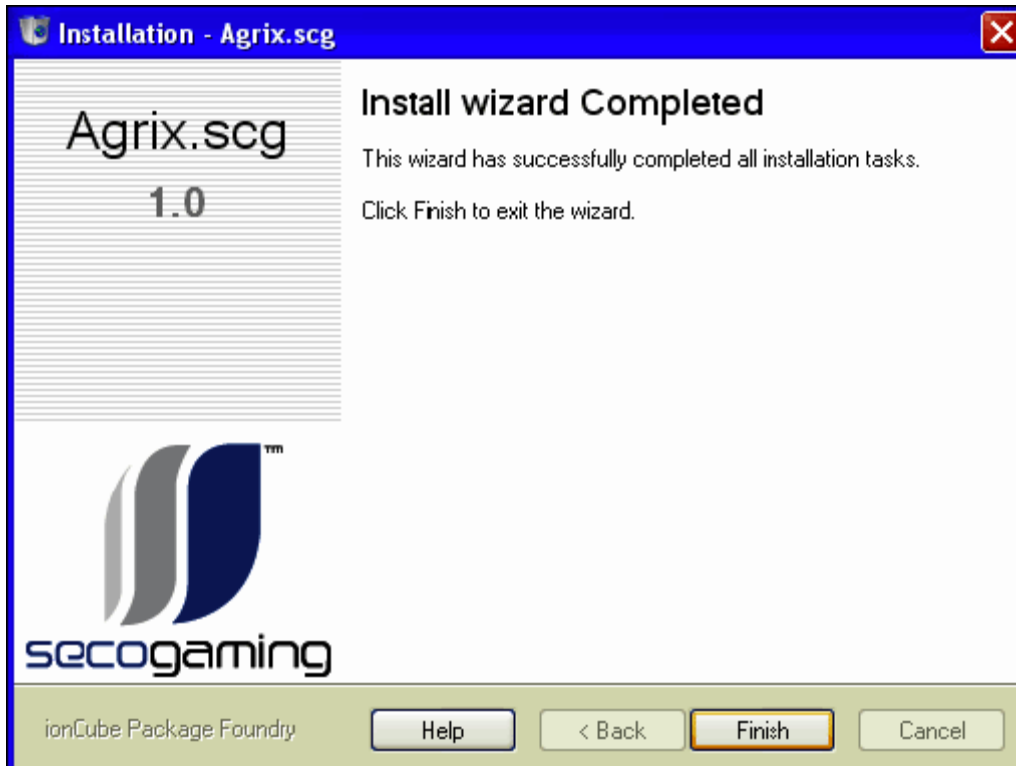 Installation - Agrix.scg
Agrix.scg
1.0
Install wizard Completed
This wizard has successfully completed all installation tasks.
Click Finish to exit the wizard.
TM
secogaming
ionCube Package Foundry
Help
< Back
Finish
Cancel